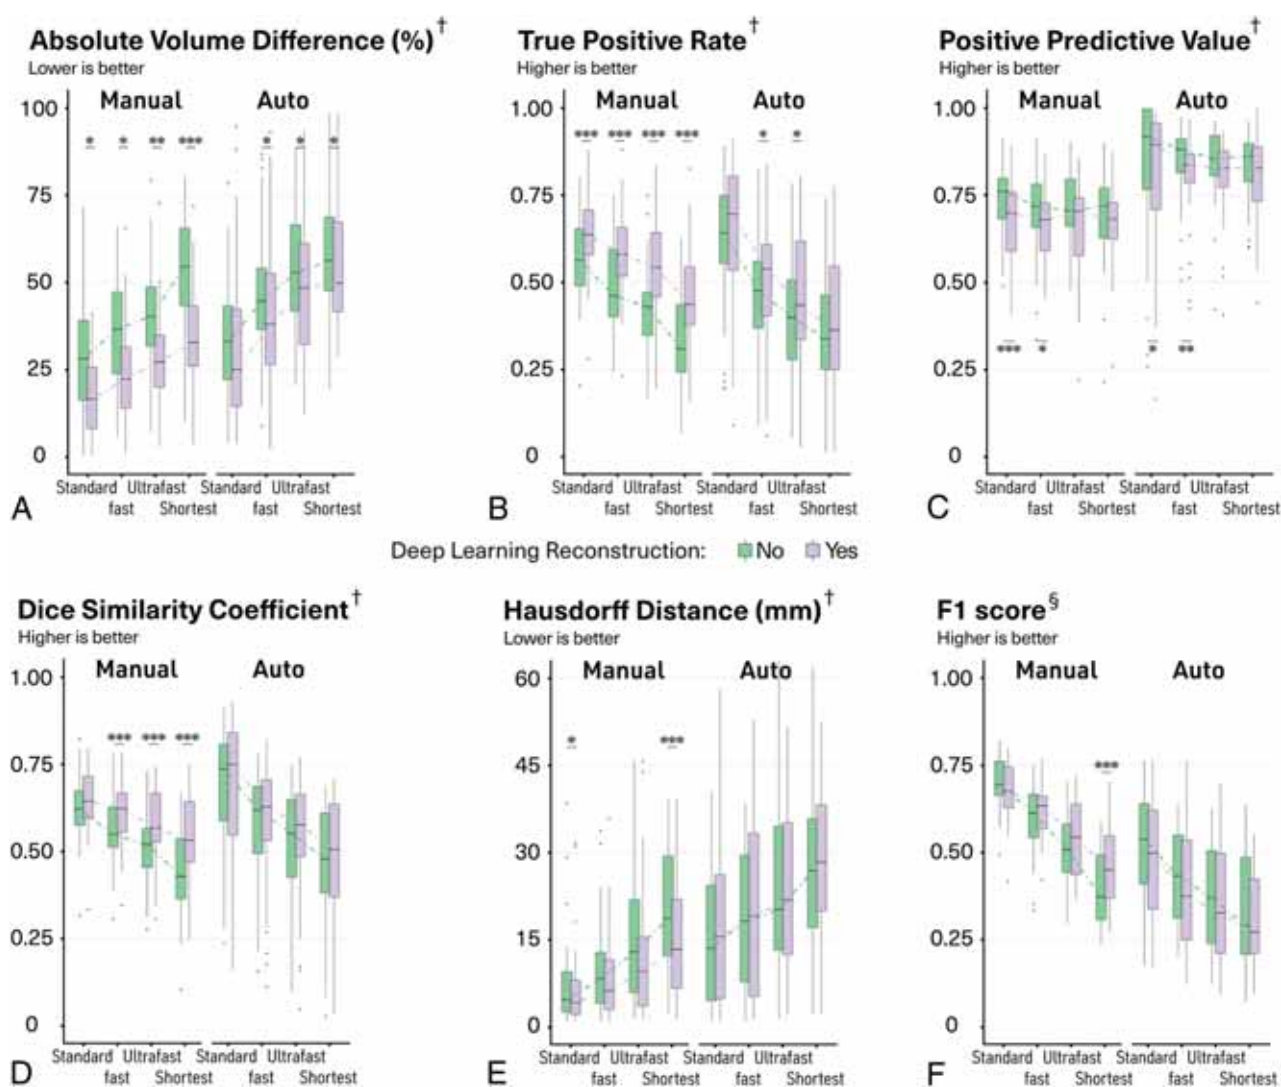 Absolute Volume Difference (%)†
Lower is better
Manual Auto
100
* * ** *** * * *
75
50
25
0
Standard Ultrafast Standard Ultrafast
fast Shortest fast Shortest
A
True Positive Rate†
Higher is better
Manual Auto
1.00
*** *** *** *** * *
0.75
0.50
0.25
0
Standard Ultrafast Standard Ultrafast
fast Shortest fast Shortest
B
Positive Predictive Value†
Higher is better
Manual Auto
1.00
0.75
0.50
*** * * **
0.25
0
Standard Ultrafast Standard Ultrafast
fast Shortest fast Shortest
C
Deep Learning Reconstruction: No Yes
Dice Similarity Coefficient†
Higher is better
Manual Auto
1.00
*** *** ***
0.75
0.50
0.25
0
Standard Ultrafast Standard Ultrafast
fast Shortest fast Shortest
D
Hausdorff Distance (mm)†
Lower is better
Manual Auto
60
* ***
45
30
15
0
Standard Ultrafast Standard Ultrafast
fast Shortest fast Shortest
E
F1 score§
Higher is better
Manual Auto
1.00
0.75
***
0.50
0.25
0
Standard Ultrafast Standard Ultrafast
fast Shortest fast Shortest
F